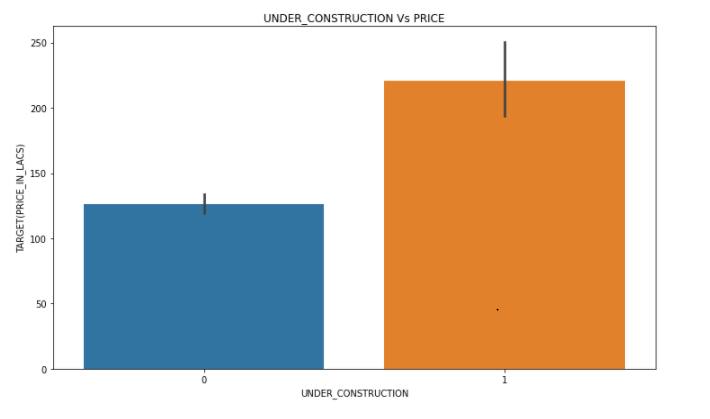 UNDER_CONSTRUCTION Vs PRICE
250
200
150
100
50
0
TARGET(PRICE_IN_LACS)
0 1
UNDER_CONSTRUCTION